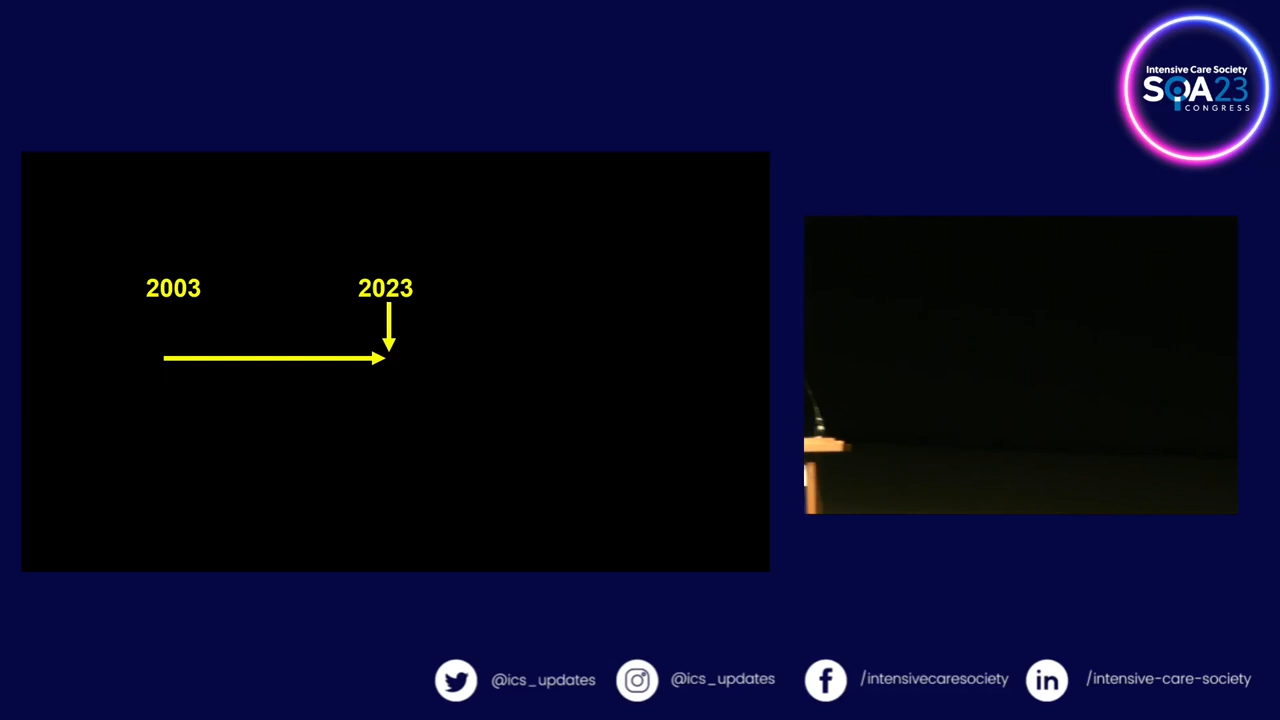 Intensive Care Society
SOA23
CONGRESS
2003 2023
@ics_updates @ics_updates /intensivecaresociety /intensive-care-society